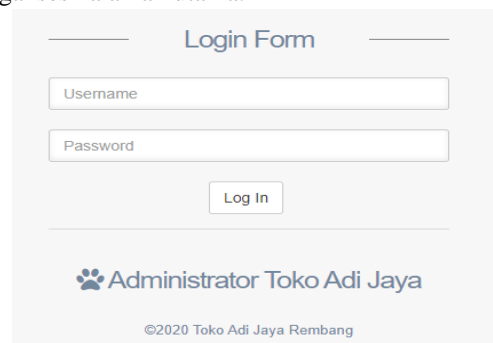 Login Form
Username
Password
Log In
Administrator Toko Adi Jaya
©2020 Toko Adi Jaya Rembang